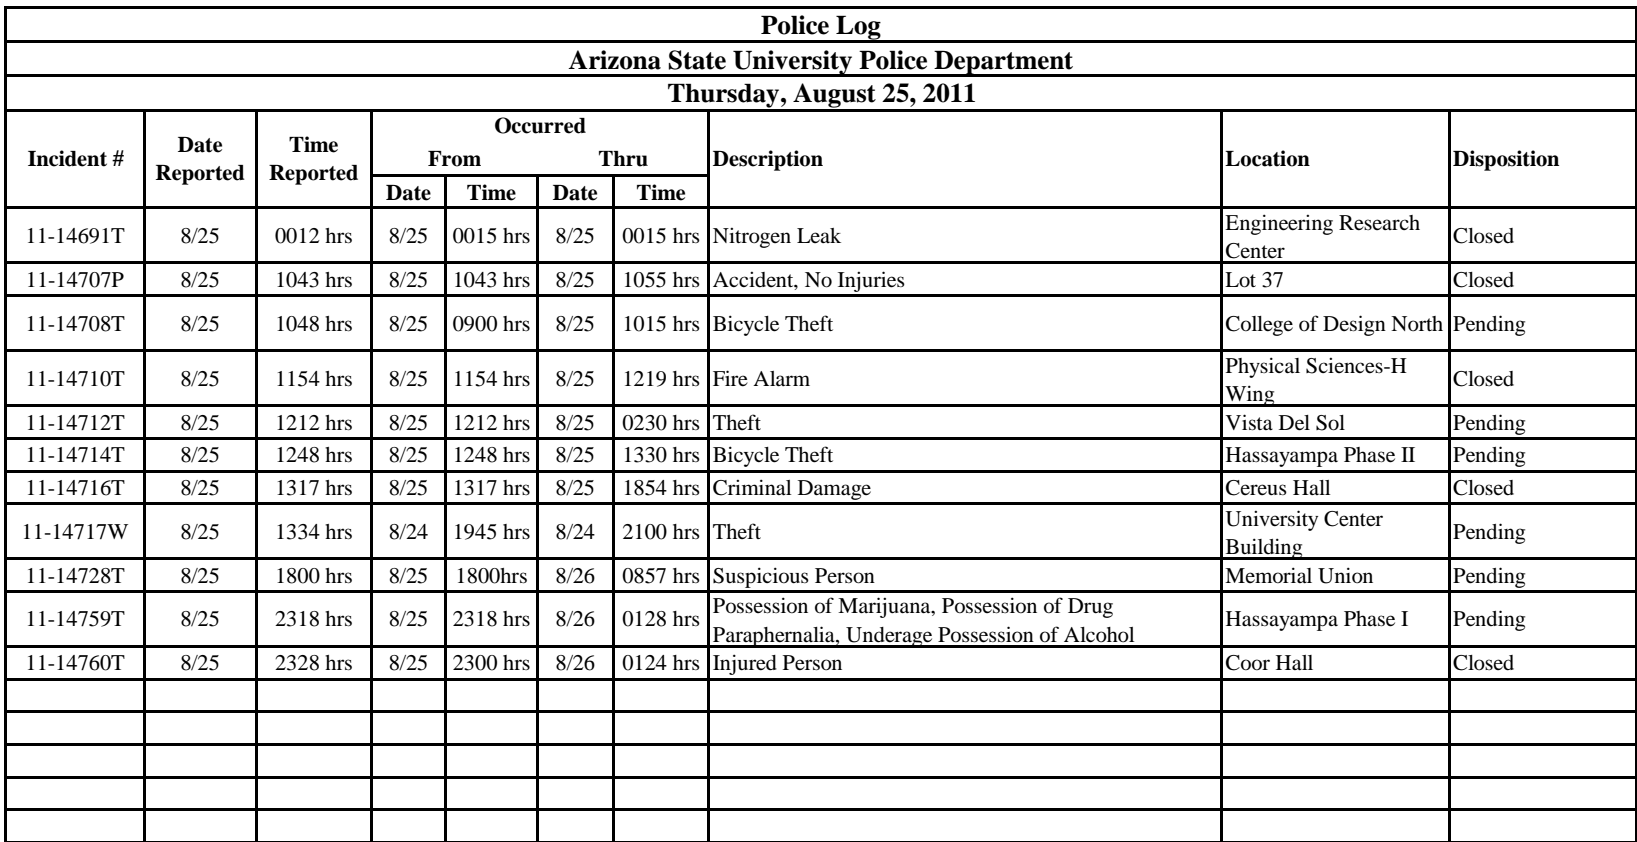 Police Log
Arizona State University Police Department
Thursday, August 25, 2011
Incident # Date Reported Time Reported Occurred Description Location Disposition
From Thru
Date Time Date Time
11-14691T 8/25 0012 hrs 8/25 0015 hrs 8/25 0015 hrs Nitrogen Leak Engineering Research Center Closed
11-14707P 8/25 1043 hrs 8/25 1043 hrs 8/25 1055 hrs Accident, No Injuries Lot 37 Closed
11-14708T 8/25 1048 hrs 8/25 0900 hrs 8/25 1015 hrs Bicycle Theft College of Design North Pending
11-14710T 8/25 1154 hrs 8/25 1154 hrs 8/25 1219 hrs Fire Alarm Physical Sciences-H Wing Closed
11-14712T 8/25 1212 hrs 8/25 1212 hrs 8/25 0230 hrs Theft Vista Del Sol Pending
11-14714T 8/25 1248 hrs 8/25 1248 hrs 8/25 1330 hrs Bicycle Theft Hassayampa Phase II Pending
11-14716T 8/25 1317 hrs 8/25 1317 hrs 8/25 1854 hrs Criminal Damage Cereus Hall Closed
11-14717W 8/25 1334 hrs 8/24 1945 hrs 8/24 2100 hrs Theft University Center Building Pending
11-14728T 8/25 1800 hrs 8/25 1800hrs 8/26 0857 hrs Suspicious Person Memorial Union Pending
11-14759T 8/25 2318 hrs 8/25 2318 hrs 8/26 0128 hrs Possession of Marijuana, Possession of Drug Paraphernalia, Underage Possession of Alcohol Hassayampa Phase I Pending
11-14760T 8/25 2328 hrs 8/25 2300 hrs 8/26 0124 hrs Injured Person Coor Hall Closed